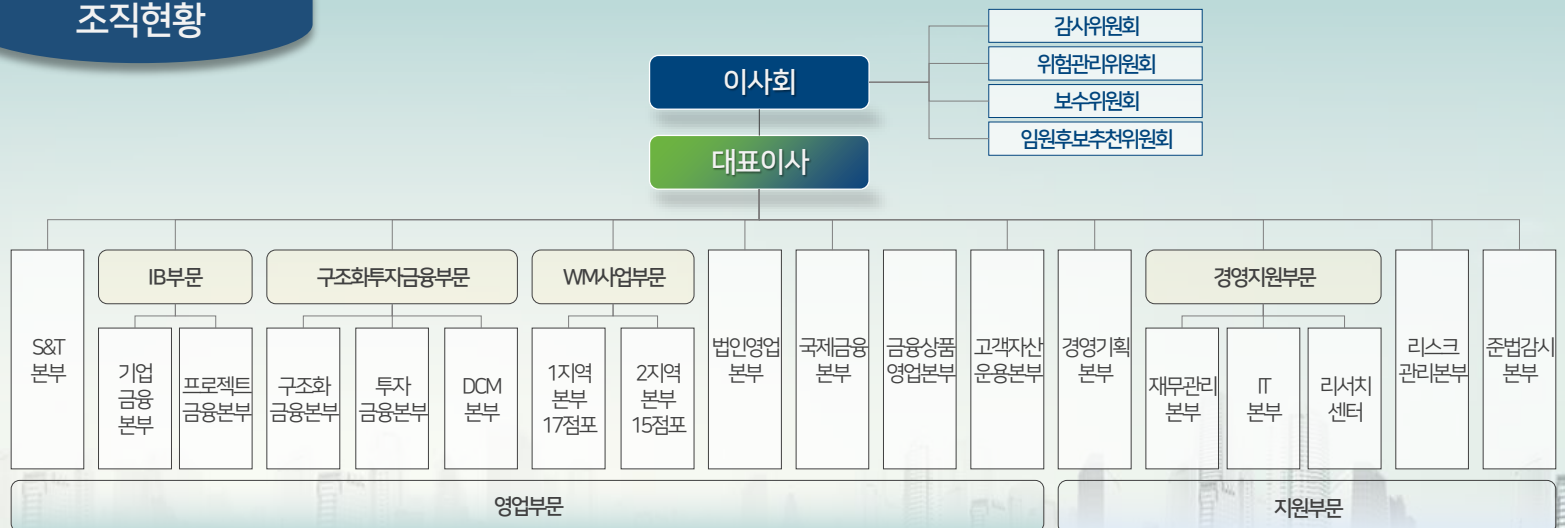 조직현황
감사위원회
위험관리위원회
보수위원회
임원후보추천위원회
이사회
대표이사
S&T
본부
IB부문
기업
금융
본부
프로젝트
금융본부
구조화투자금융부문
구조화
금융본부
투자
금융본부
DCM
본부
WM사업부문
1지역
본부
17점포
2지역
본부
15점포
법인영업
본부
국제금융
본부
금융상품
영업본부
고객자산
운용본부
경영기획
본부
경영지원부문
재무관리
본부
IT
본부
리서치
센터
리스크
관리본부
준법감시
본부
영업부문
지원부문